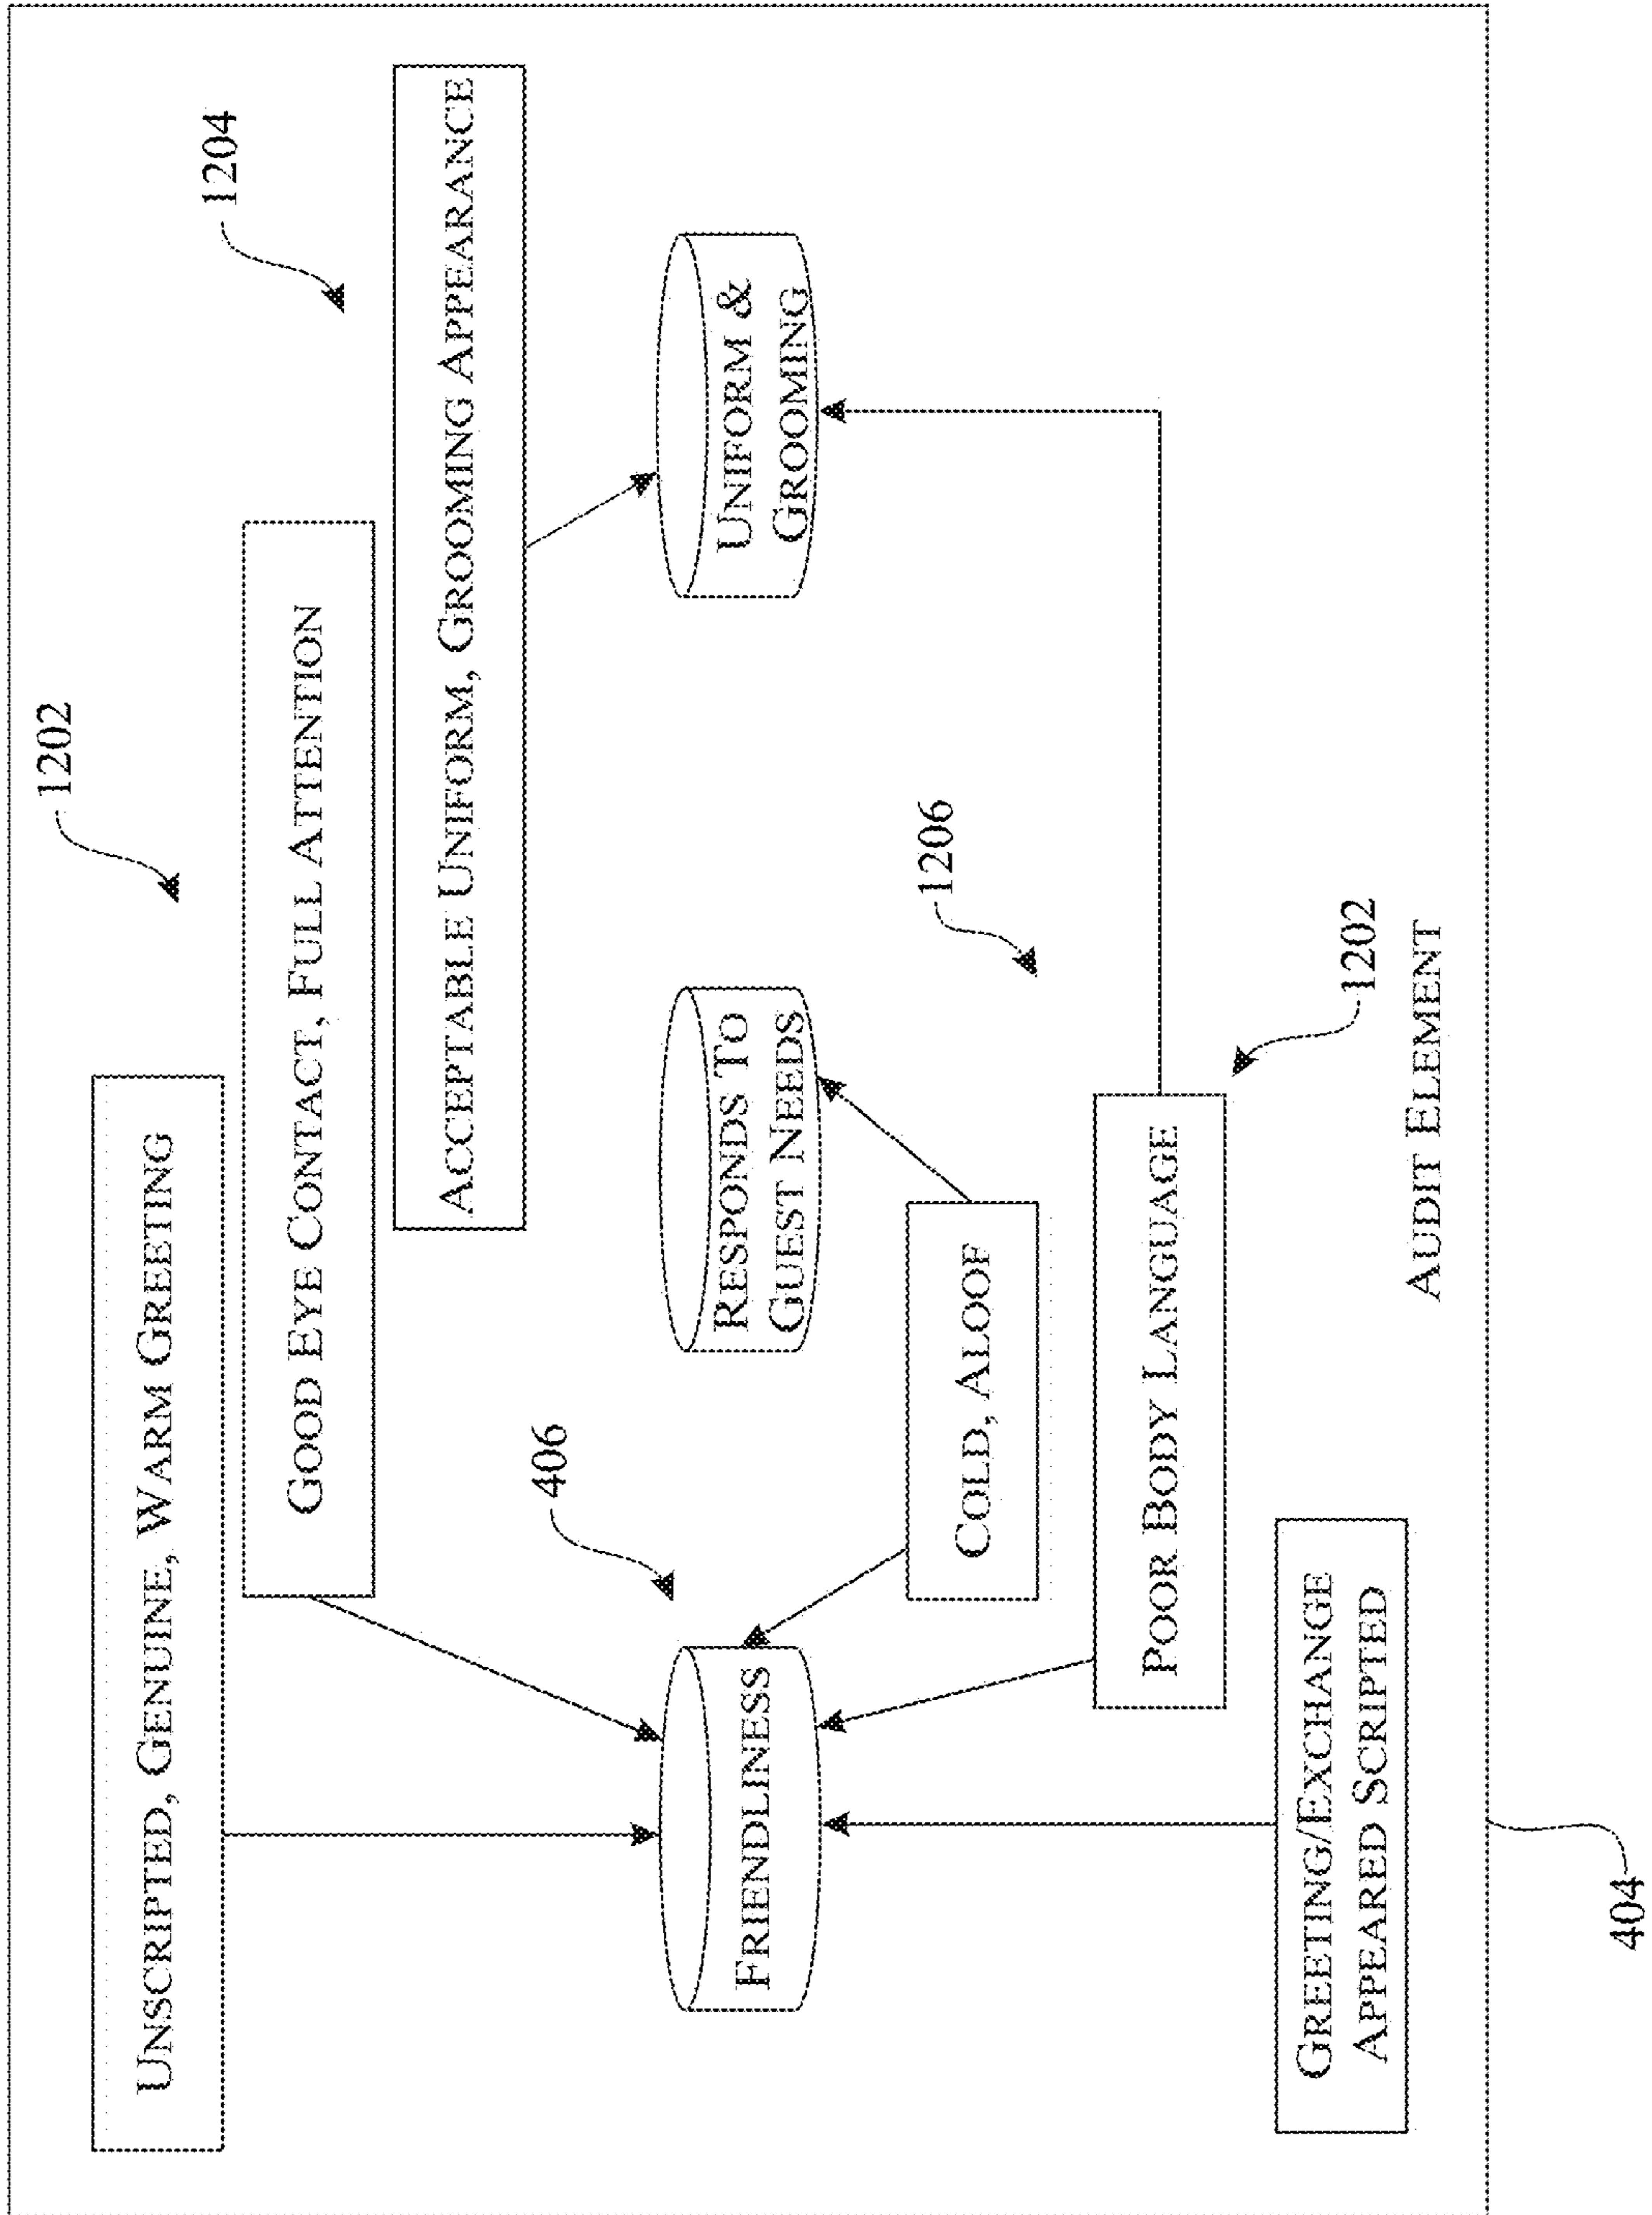 1202
UNSCRIPTED, GENUINE, WARM GREETING
1204
GOOD EYE CONTACT, FULL ATTENTION
ACCEPTABLE UNIFORM, GROOMING APPEARANCE
406
FRIENDLINESS
RESPONDS TO
GUEST NEEDS
UNIFORM &
GROOMING
1206
COLD, ALOOF
POOR BODY LANGUAGE
1202
GREETING/EXCHANGE
APPEARED SCRIPTED
AUDIT ELEMENT
404